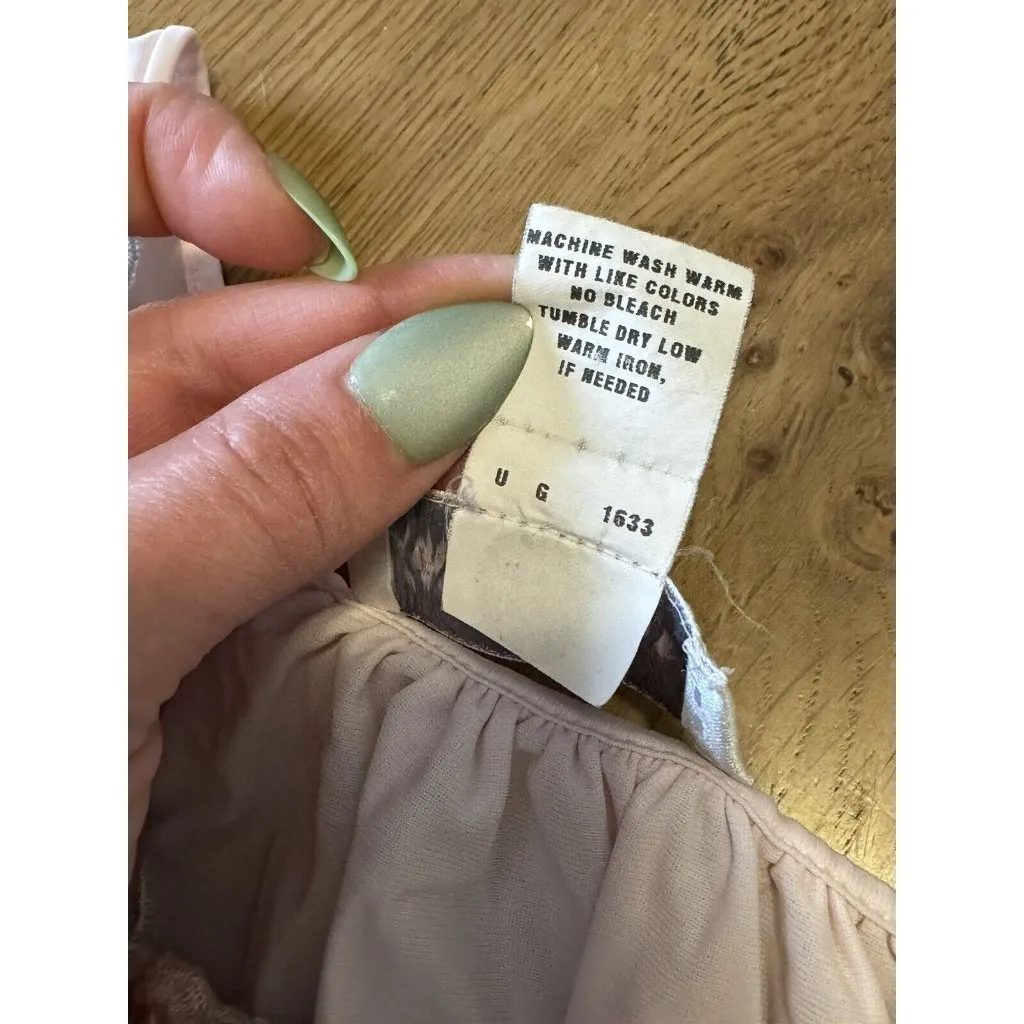 MACHINE WASH WARM
WITH LIKE COLORS
NO BLEACH
TUMBLE DRY LOW
WARM IRON,
IF NEEDED
U G 1633